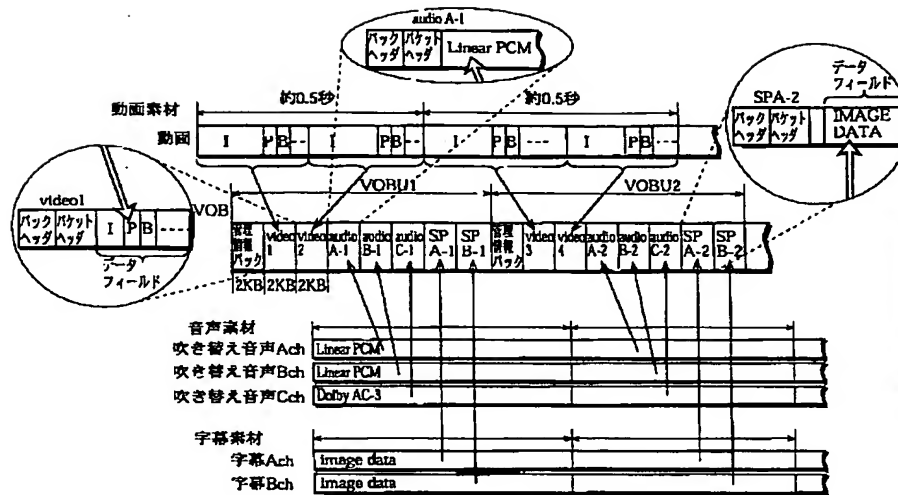 audio A-1
パック
ヘッダ
パケット
ヘッダ
Linear PCM
約0.5秒
約0.5秒
動画素材
動画
I
P
B
---
I
P
B
---
I
P
B
---
I
P
B
---
SPA-2
データ
フィールド
パック
ヘッダ
パケット
ヘッダ
IMAGE
DATA
video1
パック
ヘッダ
パケット
ヘッダ
I
P
B
---
データ
フィールド
VOB
VOBU1
VOBU2
管理
情報
パック
video
1
video
2
audio
A-1
audio
B-1
audio
C-1
SP
A-1
SP
B-1
管理
情報
パック
video
3
video
4
audio
A-2
audio
B-2
audio
C-2
SP
A-2
SP
B-2
2KB
2KB
2KB
音声素材
吹き替え音声Ach
Linear PCM
吹き替え音声Bch
Linear PCM
吹き替え音声Cch
Dolby AC-3
字幕素材
字幕Ach
image data
字幕Bch
image data